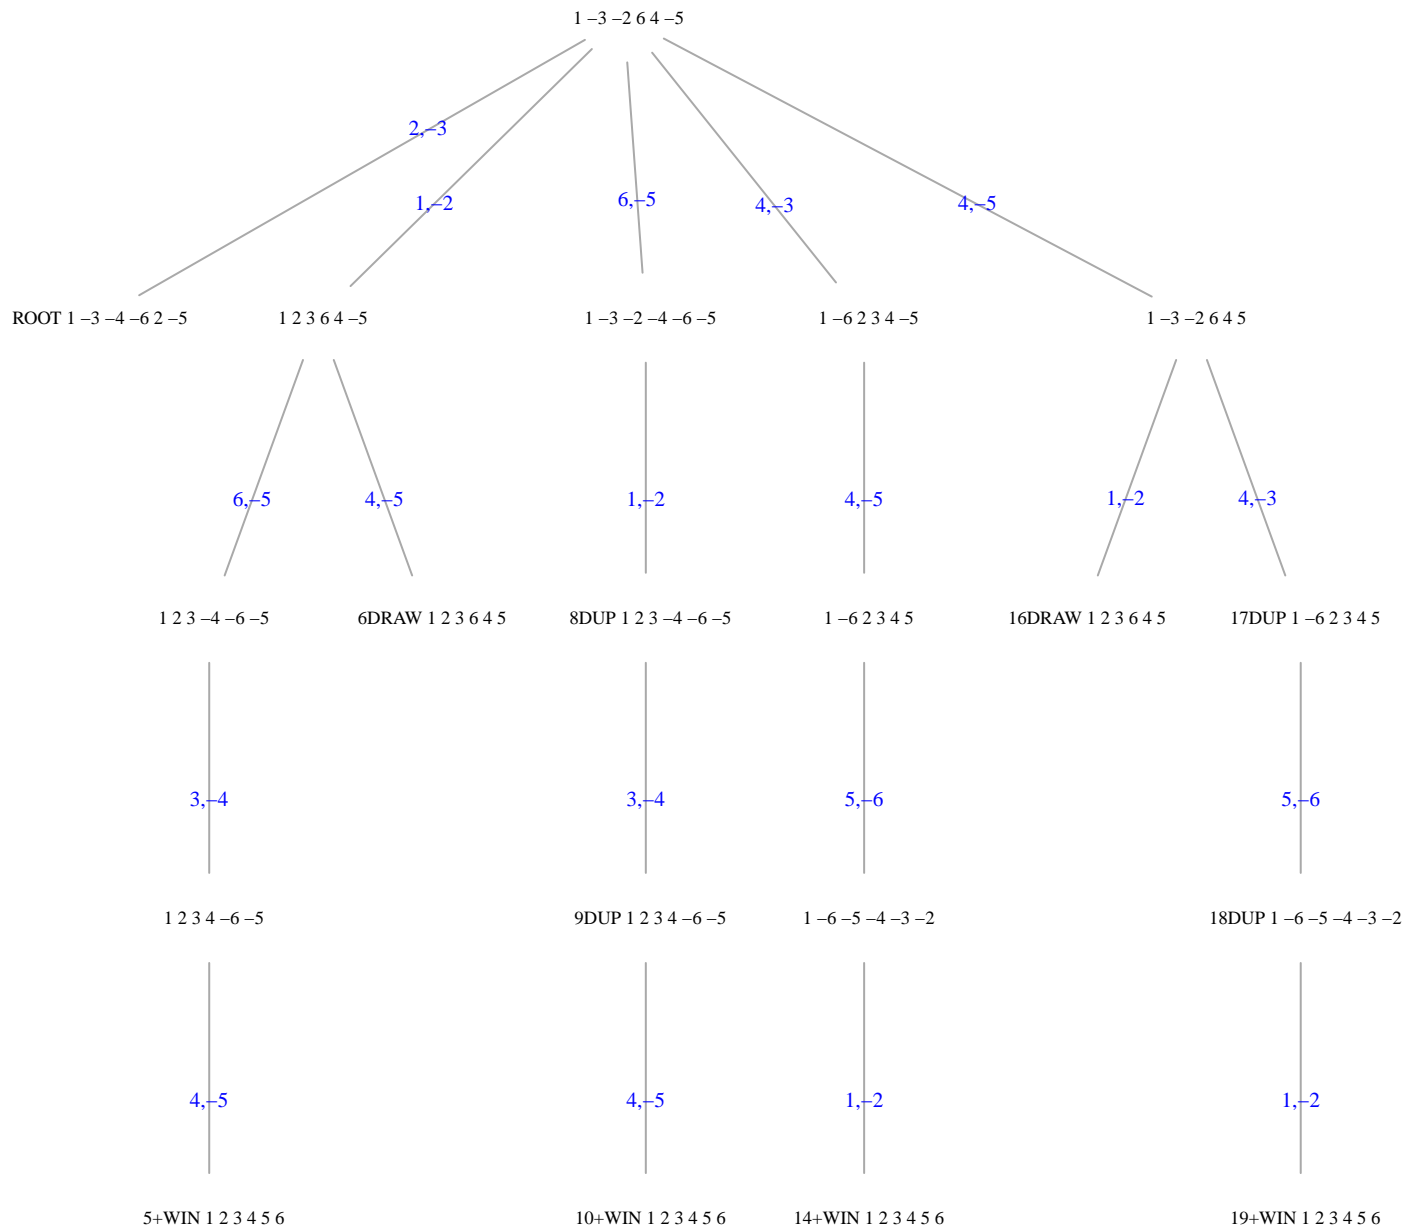 1 –3 –2 6 4 –5
2,–3
1,–2
6,–5
4,–3
4,–5
ROOT 1 –3 –4 –6 2 –5
1 2 3 6 4 –5
1 –3 –2 –4 –6 –5
1 –6 2 3 4 –5
1 –3 –2 6 4 5
6,–5
4,–5
1,–2
4,–5
1,–2
4,–3
1 2 3 –4 –6 –5
6DRAW 1 2 3 6 4 5
8DUP 1 2 3 –4 –6 –5
1 –6 2 3 4 5
16DRAW 1 2 3 6 4 5
17DUP 1 –6 2 3 4 5
3,–4
3,–4
5,–6
5,–6
1 2 3 4 –6 –5
9DUP 1 2 3 4 –6 –5
1 –6 –5 –4 –3 –2
18DUP 1 –6 –5 –4 –3 –2
4,–5
4,–5
1,–2
1,–2
5+WIN 1 2 3 4 5 6
10+WIN 1 2 3 4 5 6
14+WIN 1 2 3 4 5 6
19+WIN 1 2 3 4 5 6